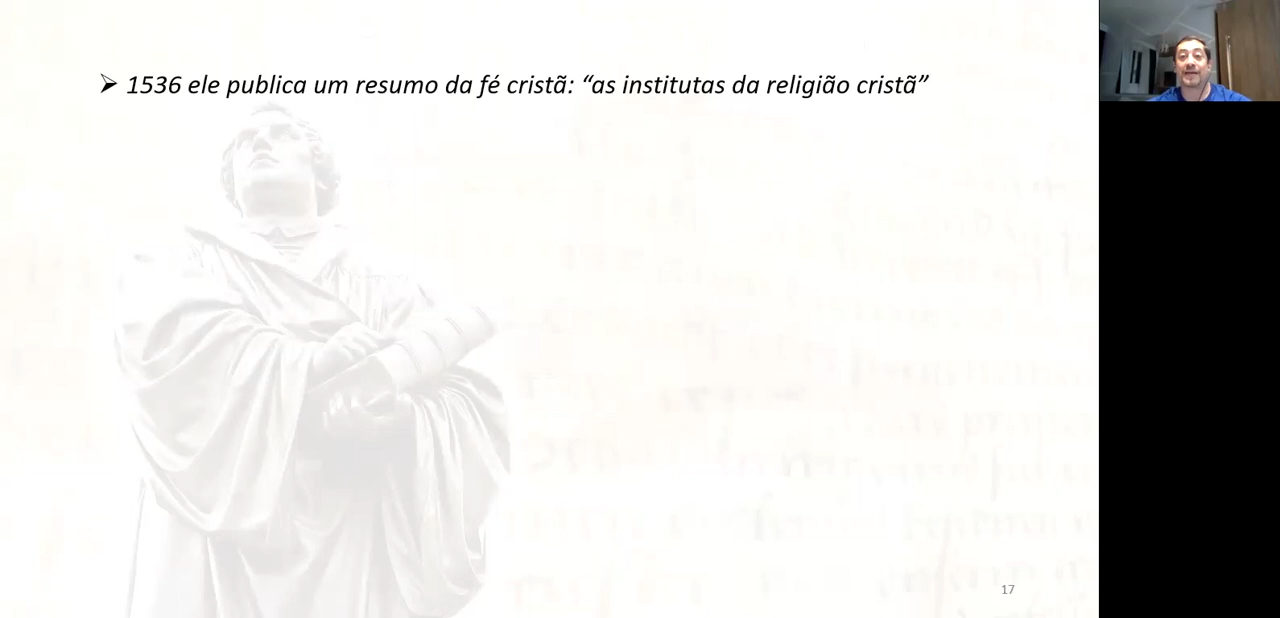 ➢ 1536 ele publica um resumo da fé cristã: “as institutas da religião cristã”
17